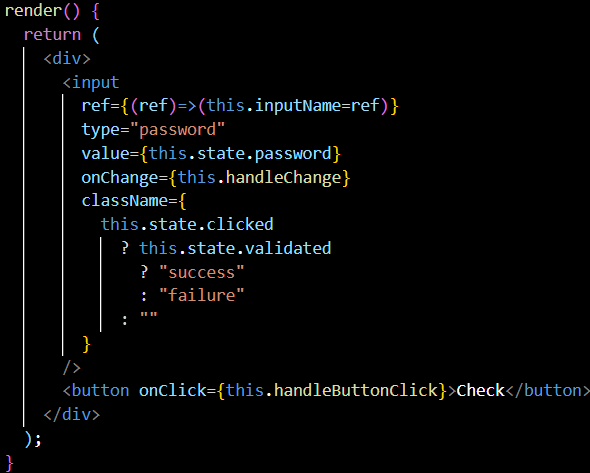 render() {
  return (
    <div>
      <input
        ref={(ref)=>(this.inputName=ref)}
        type="password"
        value={this.state.password}
        onChange={this.handleChange}
        className={
          this.state.clicked
            ? this.state.validated
              ? "success"
              : "failure"
            : ""
        }
      />
      <button onClick={this.handleButtonClick}>Check</button>
    </div>
  );
}